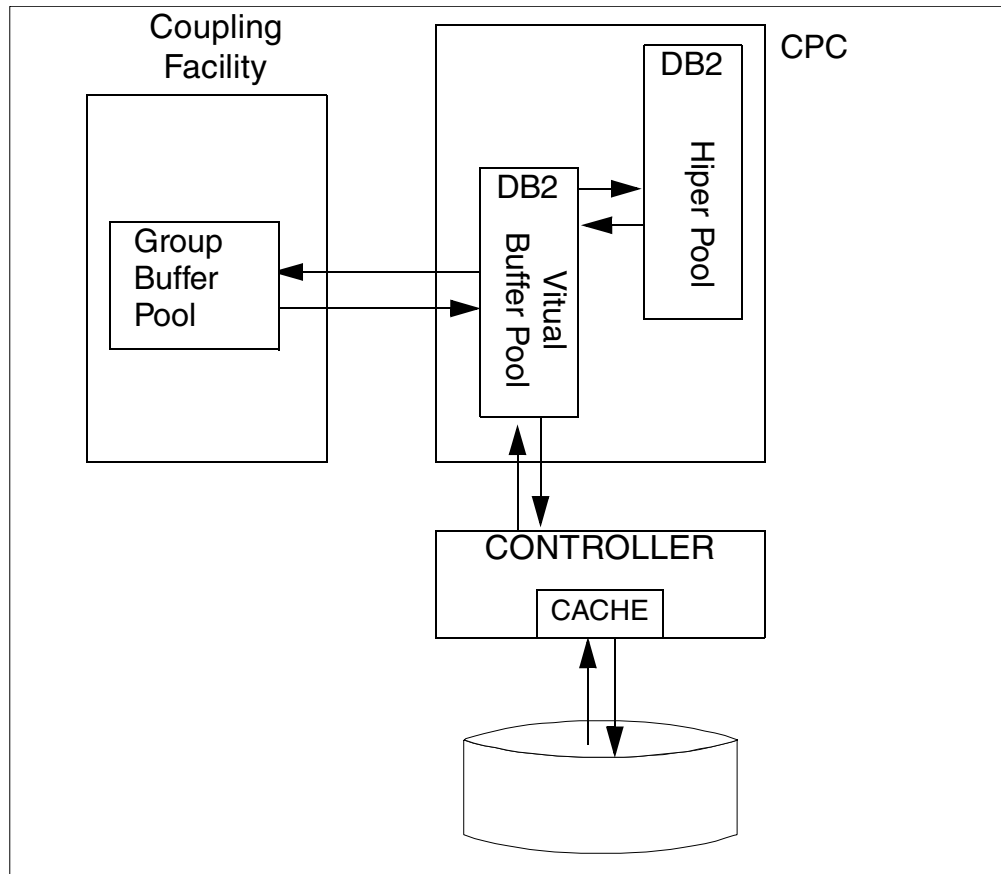 Coupling
Facility
CPC
DB2
Hiper Pool
DB2
Vitual
Buffer Pool
Group
Buffer
Pool
CONTROLLER
CACHE